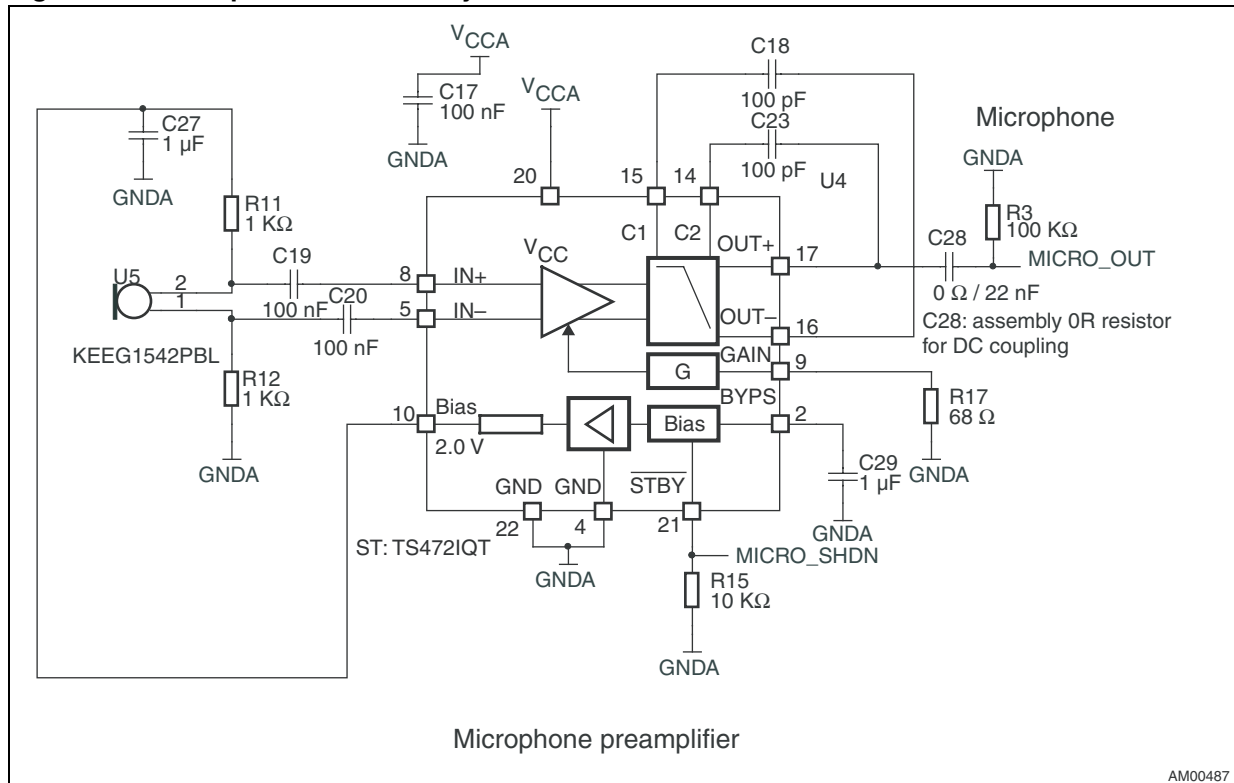 VCCA
C18
C17
100 nF
VCCA
100 pF
C27
1 µF
C23
Microphone
GNDA
100 pF
GNDA
GNDA
20
15
14
U4
R11
1 KΩ
R3
100 KΩ
C1
C2
OUT+
17
C28
MICRO_OUT
C19
VCC
U5
2
1
8
IN+
0 Ω / 22 nF
100 nF
C20
5
IN–
OUT–
16
C28: assembly 0R resistor
for DC coupling
100 nF
KEEG1542PBL
GAIN
G
9
R12
1 KΩ
BYPS
R17
68 Ω
10
Bias
Bias
2
2.0 V
GNDA
GND
GND
STBY
C29
1 µF
GNDA
22
4
21
GNDA
ST: TS472IQT
MICRO_SHDN
GNDA
R15
10 KΩ
GNDA
Microphone preamplifier
AM00487